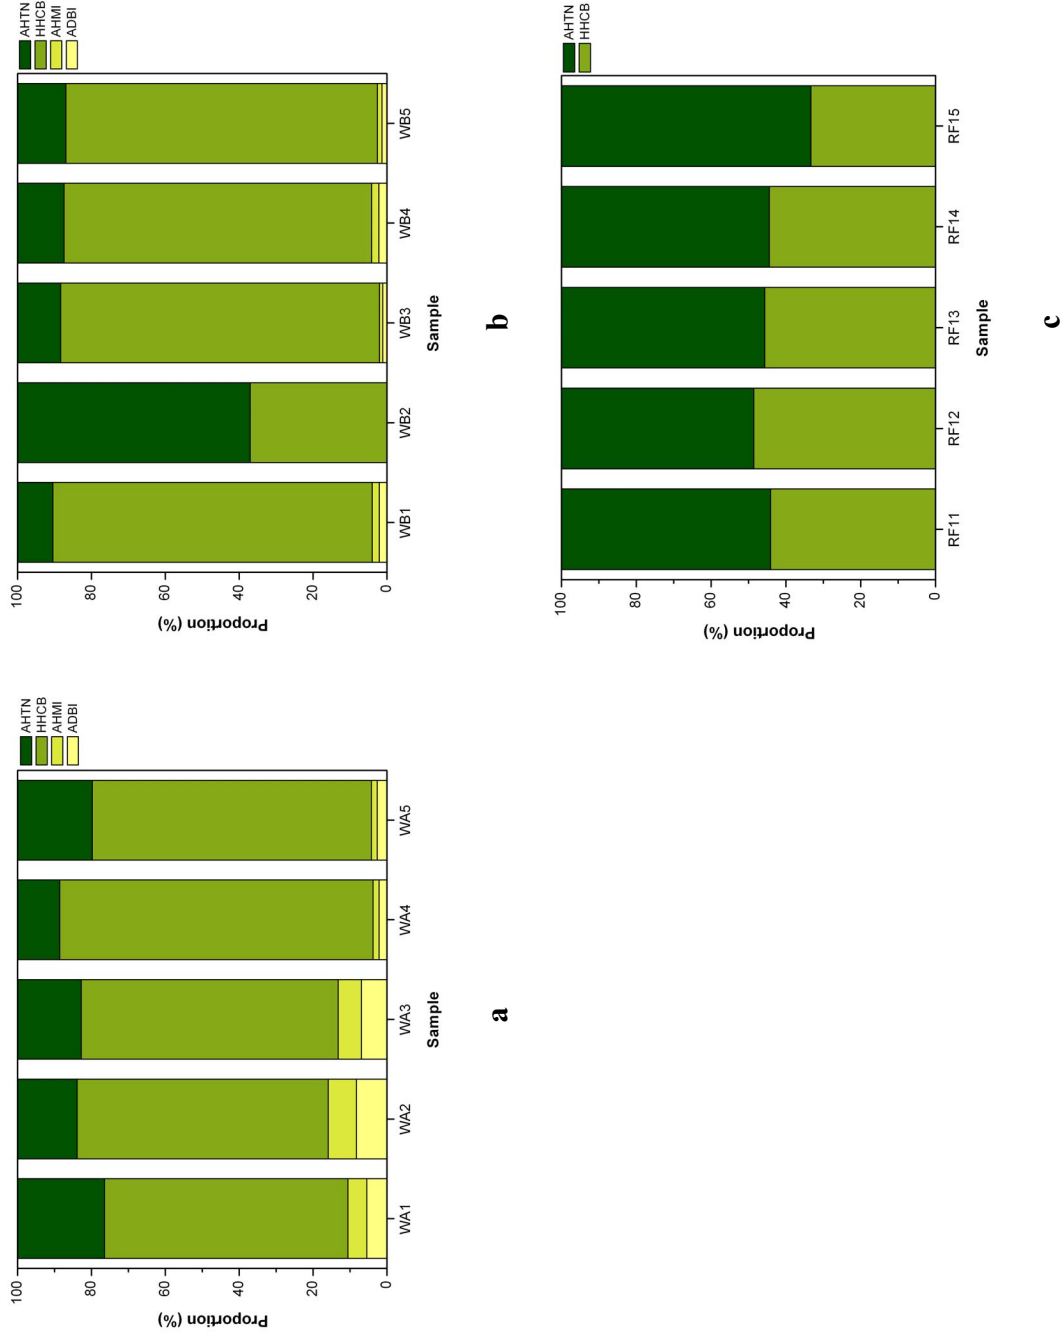 AHTN
HHCB
AHMI
ADBI
100
80
60
40
20
0
Proportion (%)
WA1
WA2
WA3
WA4
WA5
Sample
a
AHTN
HHCB
AHMI
ADBI
100
80
60
40
20
0
Proportion (%)
WB1
WB2
WB3
WB4
WB5
Sample
b
AHTN
HHCB
100
80
60
40
20
0
Proportion (%)
RF11
RF12
RF13
RF14
RF15
Sample
c